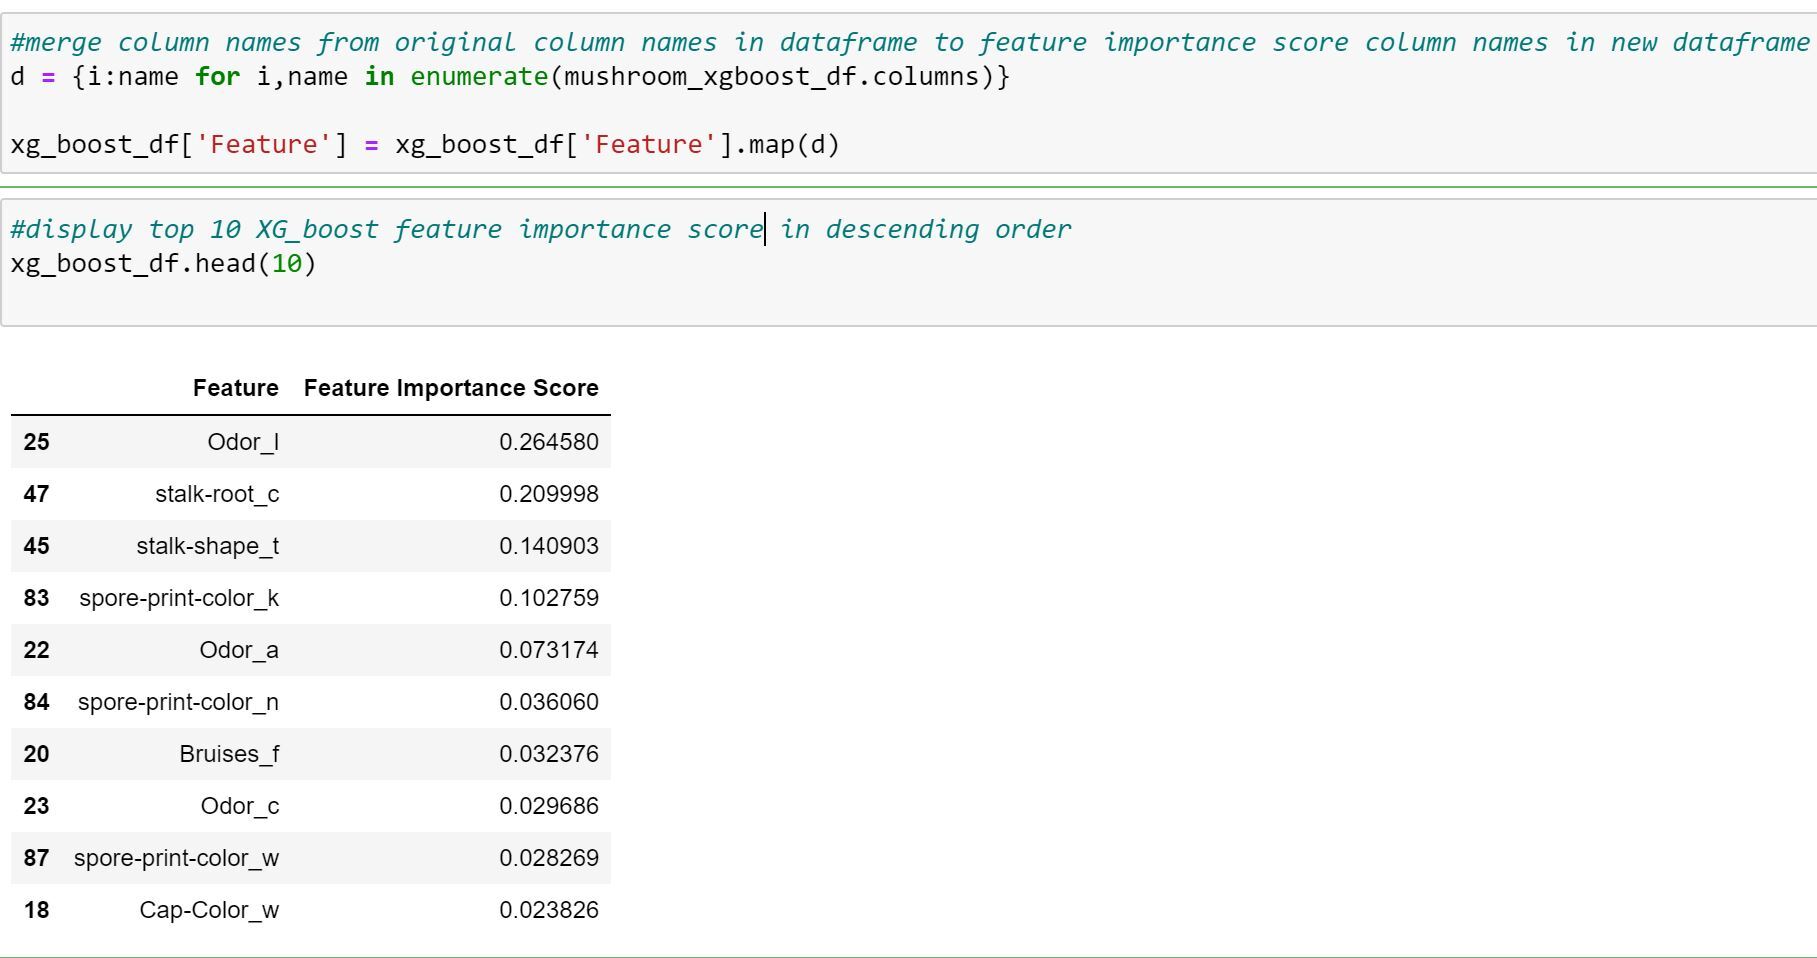 #merge column names from original column names in dataframe to feature importance score column names in new dataframe
d = {i:name for i,name in enumerate(mushroom_xgboost_df.columns)}
xg_boost_df['Feature'] = xg_boost_df['Feature'].map(d)
#display top 10 XG_boost feature importance score in descending order
xg_boost_df.head(10)
Feature Feature Importance Score
25 Odor_l 0.264580
47 stalk-root_c 0.209998
45 stalk-shape_t 0.140903
83 spore-print-color_k 0.102759
22 Odor_a 0.073174
84 spore-print-color_n 0.036060
20 Bruises_f 0.032376
23 Odor_c 0.029686
87 spore-print-color_w 0.028269
18 Cap-Color_w 0.023826